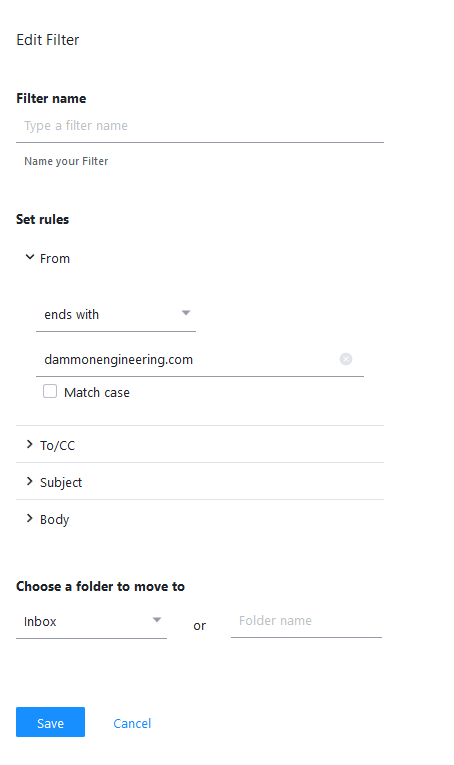 Edit Filter
Filter name
Type a filter name
Name your Filter
Set rules
From
ends with
dammonengineering.com
Match case
To/CC
Subject
Body
Choose a folder to move to
Inbox or Folder name
Save Cancel